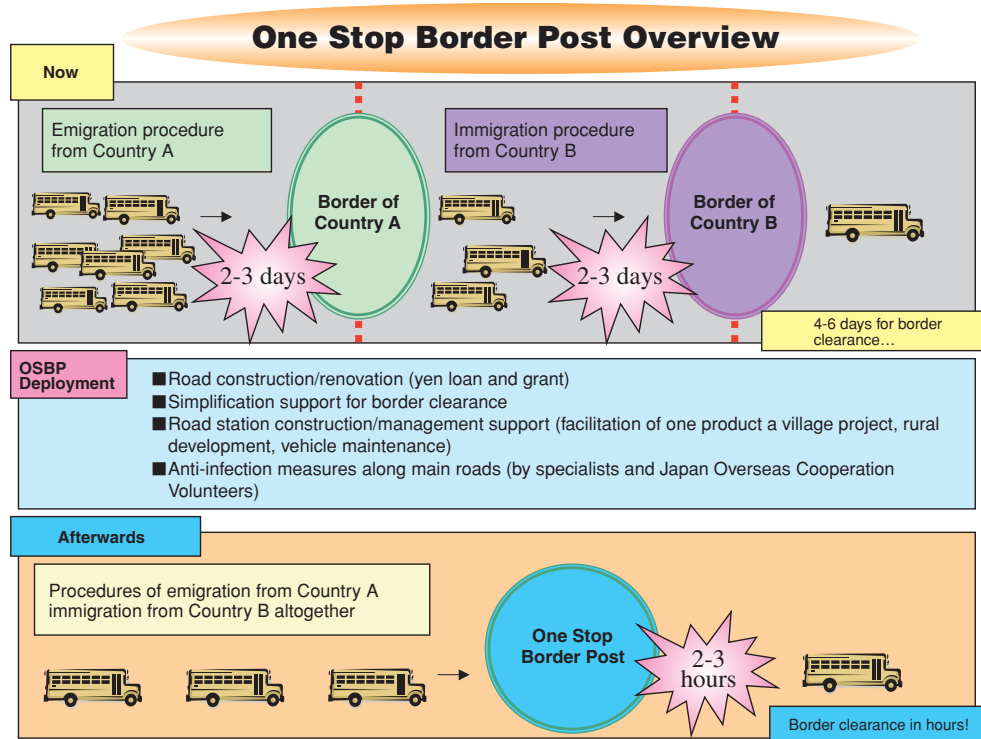 One Stop Border Post Overview
Now
Emigration procedure
from Country A
Immigration procedure
from Country B
Border of
Country A
Border of
Country B
2-3 days
2-3 days
4-6 days for border
clearance…
OSBP
Deployment
■Road construction/renovation (yen loan and grant)
■Simplification support for border clearance
■Road station construction/management support (facilitation of one product a village project, rural
development, vehicle maintenance)
■Anti-infection measures along main roads (by specialists and Japan Overseas Cooperation
Volunteers)
Afterwards
Procedures of emigration from Country A
immigration from Country B altogether
One Stop
Border Post
2-3
hours
Border clearance in hours!